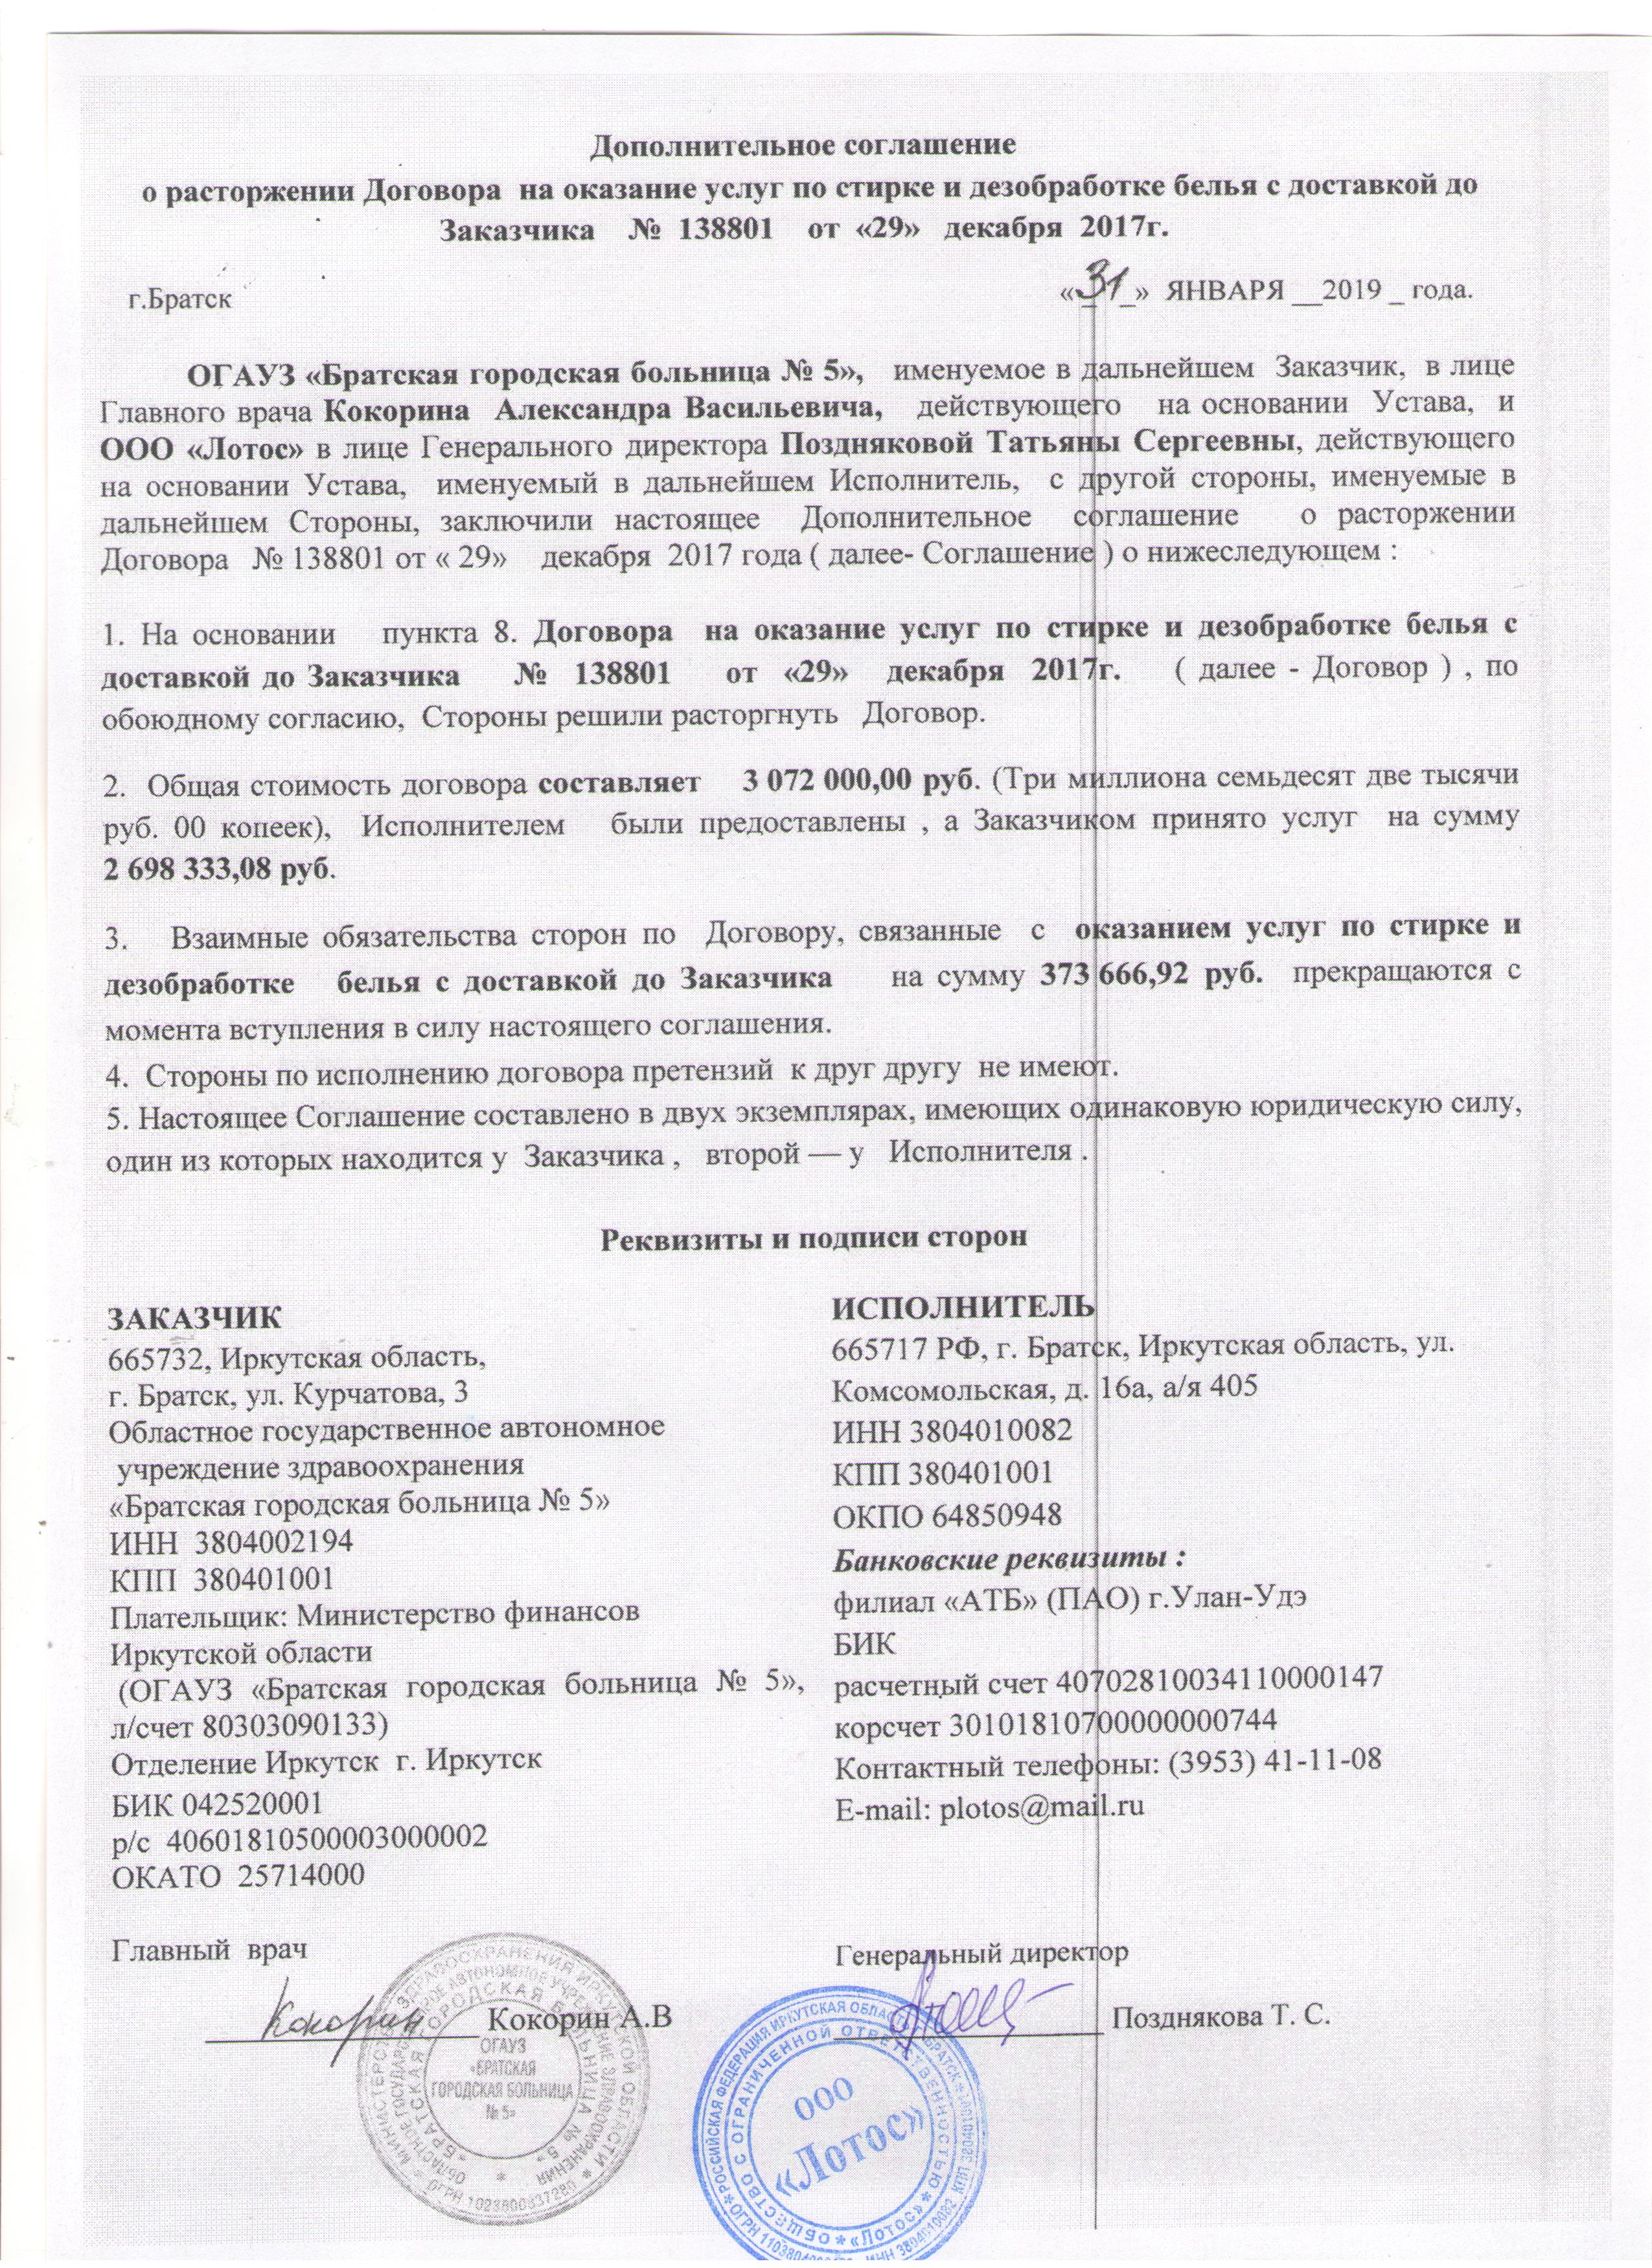 Дополнительное соглашение
о расторжении Договора на оказание услуг по стирке и дезобработке белья с доставкой до
Заказчика № 138801 от «29» декабря 2017г.
г.Братск «_31_» ЯНВАРЯ __2019 _ года.
ОГАУЗ «Братская городская больница № 5», именуемое в дальнейшем Заказчик, в лице
Главного врача Кокорина Александра Васильевича, действующего на основании Устава, и
ООО «Лотос» в лице Генерального директора Поздняковой Татьяны Сергеевны, действующего
на основании Устава, именуемый в дальнейшем Исполнитель, с другой стороны, именуемые в
дальнейшем Стороны, заключили настоящее Дополнительное соглашение о расторжении
Договора № 138801 от « 29» декабря 2017 года ( далее- Соглашение ) о нижеследующем :
1. На основании пункта 8. Договора на оказание услуг по стирке и дезобработке белья с
доставкой до Заказчика № 138801 от «29» декабря 2017г. ( далее - Договор ) , по
обоюдному согласию, Стороны решили расторгнуть Договор.
2. Общая стоимость договора составляет 3 072 000,00 руб. (Три миллиона семьдесят две тысячи
руб. 00 копеек), Исполнителем были предоставлены , а Заказчиком принято услуг на сумму
2 698 333,08 руб.
3. Взаимные обязательства сторон по Договору, связанные с оказанием услуг по стирке и
дезобработке белья с доставкой до Заказчика на сумму 373 666,92 руб. прекращаются с
момента вступления в силу настоящего соглашения.
4. Стороны по исполнению договора претензий к друг другу не имеют.
5. Настоящее Соглашение составлено в двух экземплярах, имеющих одинаковую юридическую силу,
один из которых находится у Заказчика , второй — у Исполнителя .
Реквизиты и подписи сторон
ЗАКАЗЧИК
665732, Иркутская область,
г. Братск, ул. Курчатова, 3
Областное государственное автономное
учреждение здравоохранения
«Братская городская больница № 5»
ИНН 3804002194
КПП 380401001
Плательщик: Министерство финансов
Иркутской области
(ОГАУЗ «Братская городская больница № 5»,
л/счет 80303090133)
Отделение Иркутск г. Иркутск
БИК 042520001
р/с 40601810500003000002
ОКАТО 25714000
Главный врач
Кокорин Кокорин А.В
ИСПОЛНИТЕЛЬ
665717 РФ, г. Братск, Иркутская область, ул.
Комсомольская, д. 16а, а/я 405
ИНН 3804010082
КПП 380401001
ОКПО 64850948
Банковские реквизиты :
филиал «АТБ» (ПАО) г.Улан-Удэ
БИК
расчетный счет 40702810034110000147
корсчет 30101810700000000744
Контактный телефоны: (3953) 41-11-08
E-mail: plotos@mail.ru
Генеральный директор
Позднякова Т. С.
ОГАУЗ
«БРАТСКАЯ
ГОРОДСКАЯ БОЛЬНИЦА
№ 5»
ООО
«Лотос»
ОБЩЕСТВО С ОГРАНИЧЕННОЙ ОТВЕТСТВЕННОСТЬЮ * «Лотос» *